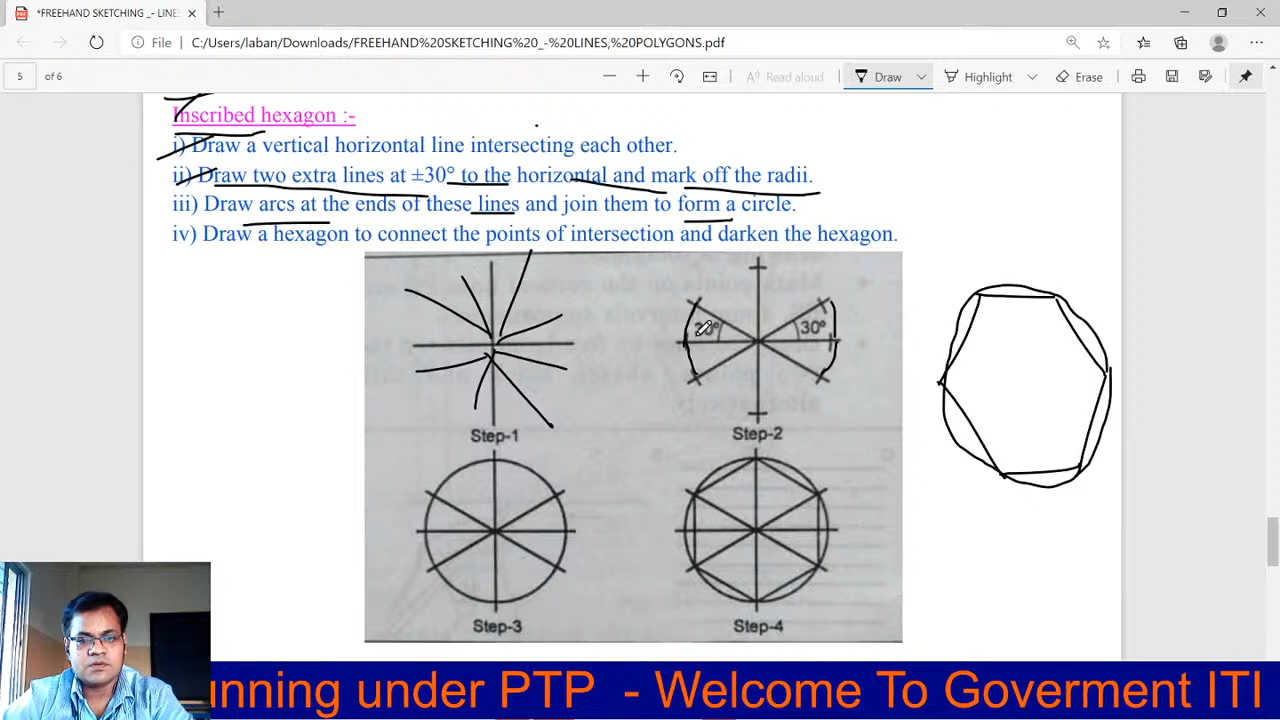 *FREEHAND SKETCHING _- LINES
File
C:/Users/laban/Downloads/FREEHAND%20SKETCHING%20_-%20LINES,%20POLYGONS.pdf
5 of 6
Read aloud
Draw
Highlight
Erase
Inscribed hexagon :-
i) Draw a vertical horizontal line intersecting each other.
ii) Draw two extra lines at ±30° to the horizontal and mark off the radii.
iii) Draw arcs at the ends of these lines and join them to form a circle.
iv) Draw a hexagon to connect the points of intersection and darken the hexagon.
30°
Step-1
Step-2
Step-3
Step-4
unning under PTP - Welcome To Goverment ITI